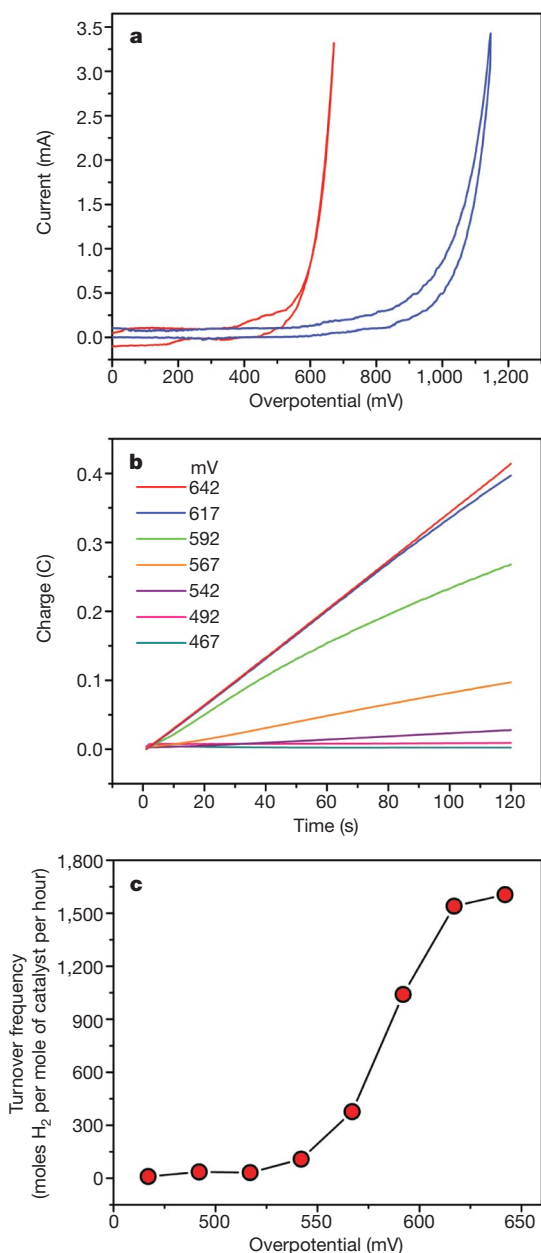 a
3.5
3.0
2.5
2.0
1.5
1.0
0.5
0.0
Current (mA)
0 200 400 600 800 1,000 1,200
Overpotential (mV)
b
mV
642
617
592
567
542
492
467
0.4
0.3
0.2
0.1
0.0
Charge (C)
0 20 40 60 80 100 120
Time (s)
c
1,800
1,500
1,200
900
600
300
0
Turnover frequency
(moles H₂ per mole of catalyst per hour)
0 500 550 600 650
Overpotential (mV)